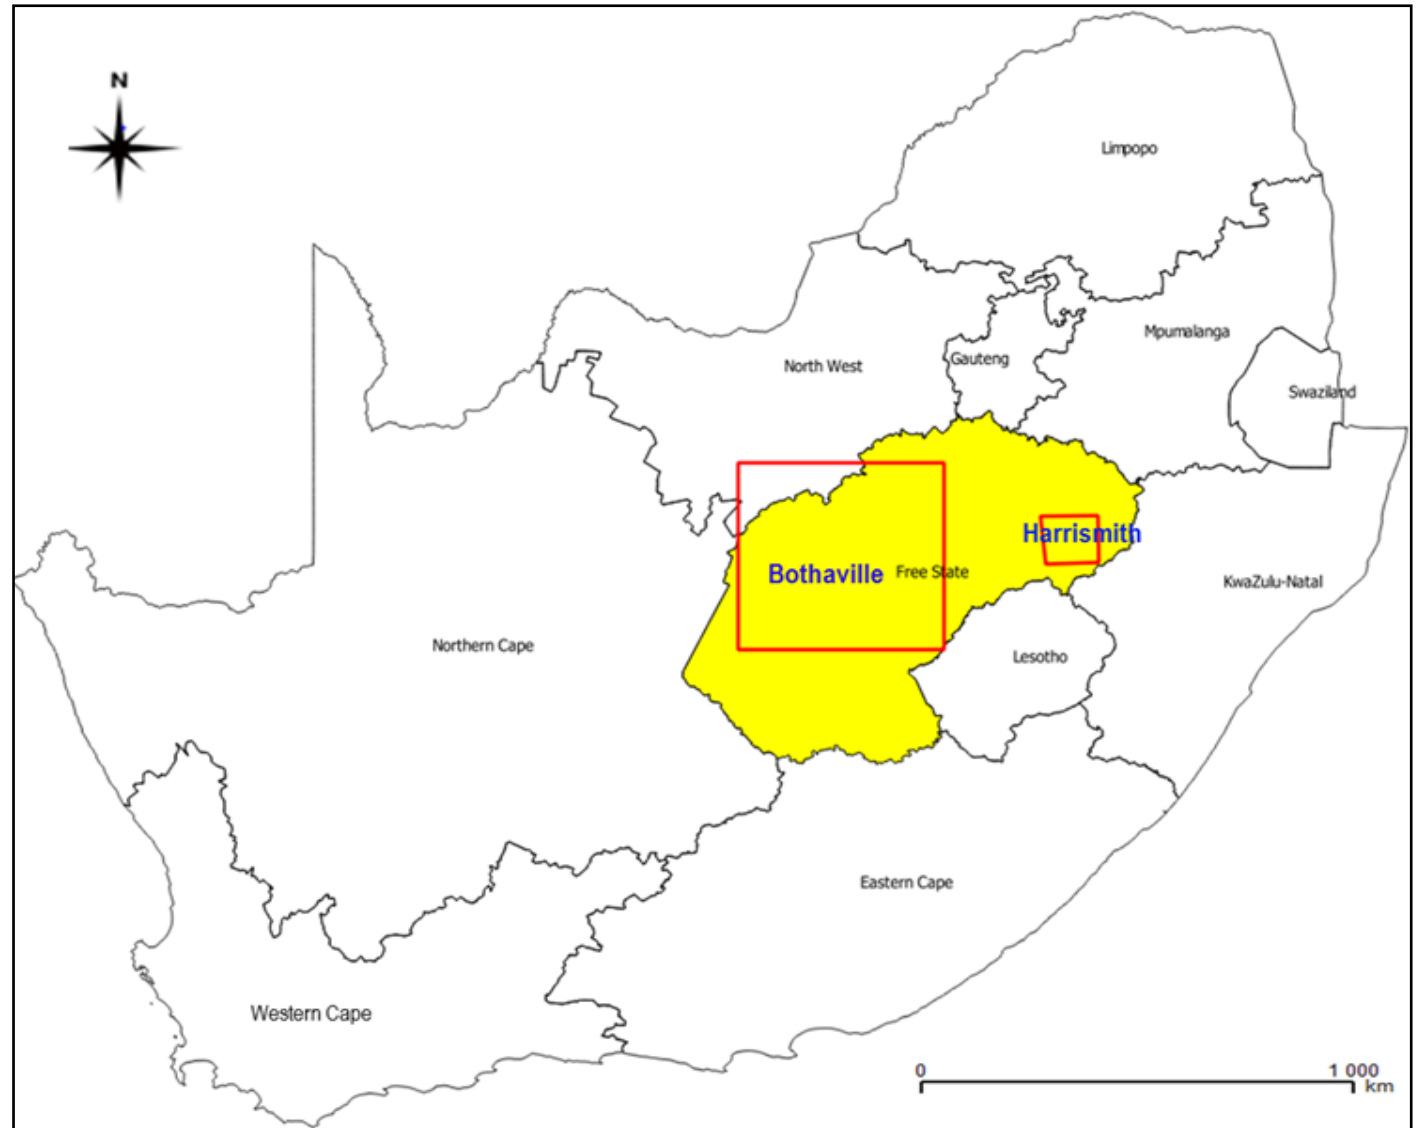 N
Limpopo
Mpumalanga
North West
Gauteng
Swaziland
Harrismith
Bothaville
Free State
KwaZulu-Natal
Northern Cape
Lesotho
Eastern Cape
Western Cape
0 1 000
km